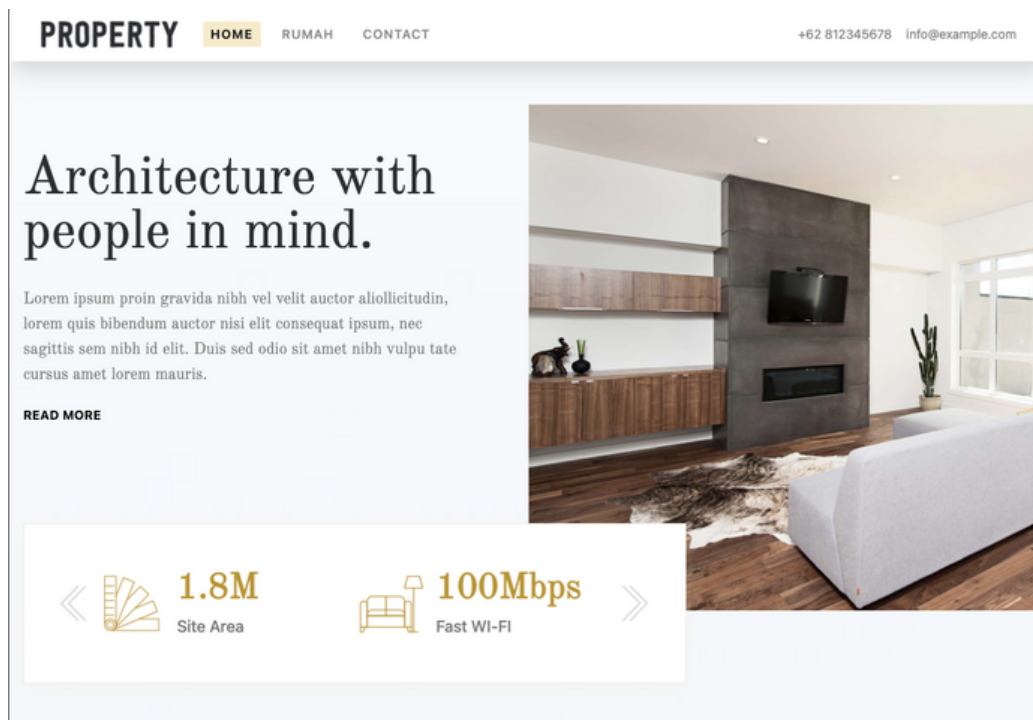 PROPERTY HOME RUMAH CONTACT +62 812345678 info@example.com
Architecture with
people in mind.
Lorem ipsum proin gravida nibh vel velit auctor aliollicitudin,
lorem quis bibendum auctor nisi elit consequat ipsum, nec
sagittis sem nibh id elit. Duis sed odio sit amet nibh vulpu tate
cursus amet lorem mauris.
READ MORE
1.8M
Site Area
100Mbps
Fast WI-FI